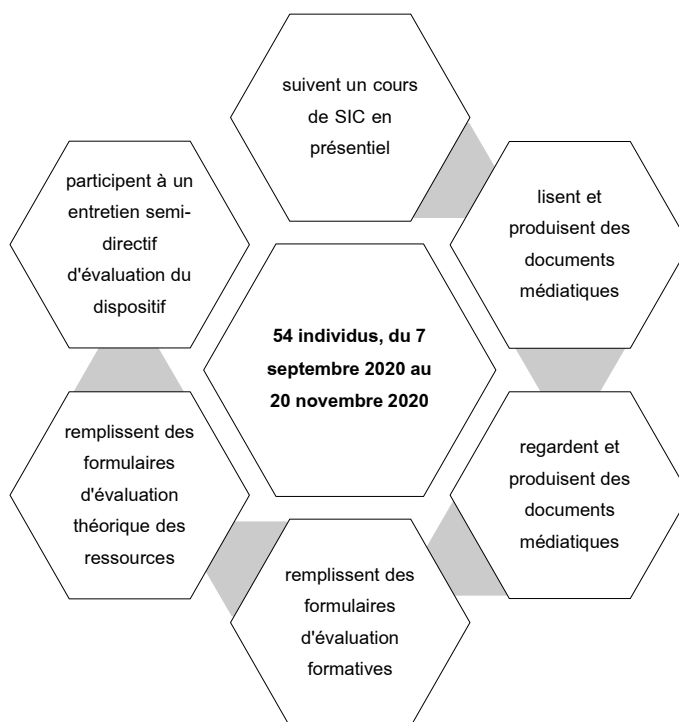 suivent un cours
de SIC en
présentiel
lisent et
produisent des
documents
médiatiques
regardent et
produisent des
documents
médiatiques
remplissent des
formulaires
d'évaluation
formatives
remplissent des
formulaires
d'évaluation
théorique des
ressources
participent à un
entretien semi-
directif
d'évaluation du
dispositif
54 individus, du 7
septembre 2020 au
20 novembre 2020